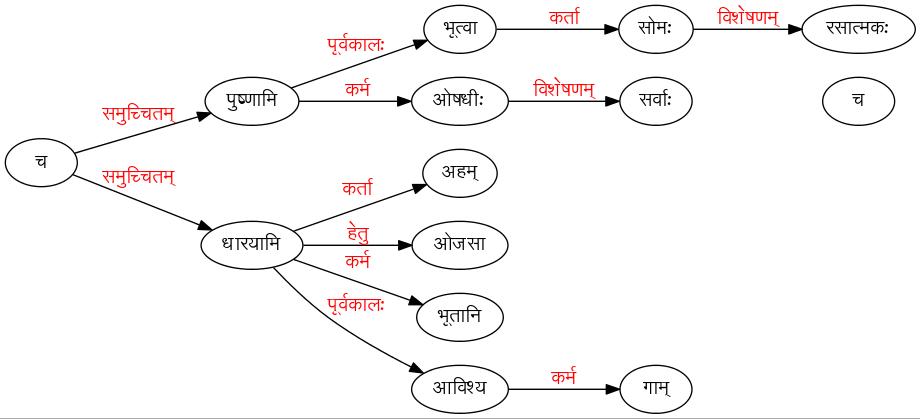 भूत्वा कर्ता सोमः विशेषणम् रसात्मकः
पूर्वकालः
पुष्णामि कर्म ओषधीः विशेषणम् सर्वाः च
समुच्चितम्
च
समुच्चितम्
अहम्
कर्ता
धारयामि हेतु ओजसा
कर्म
भूतानि
पूर्वकालः
आविश्य कर्म गाम्